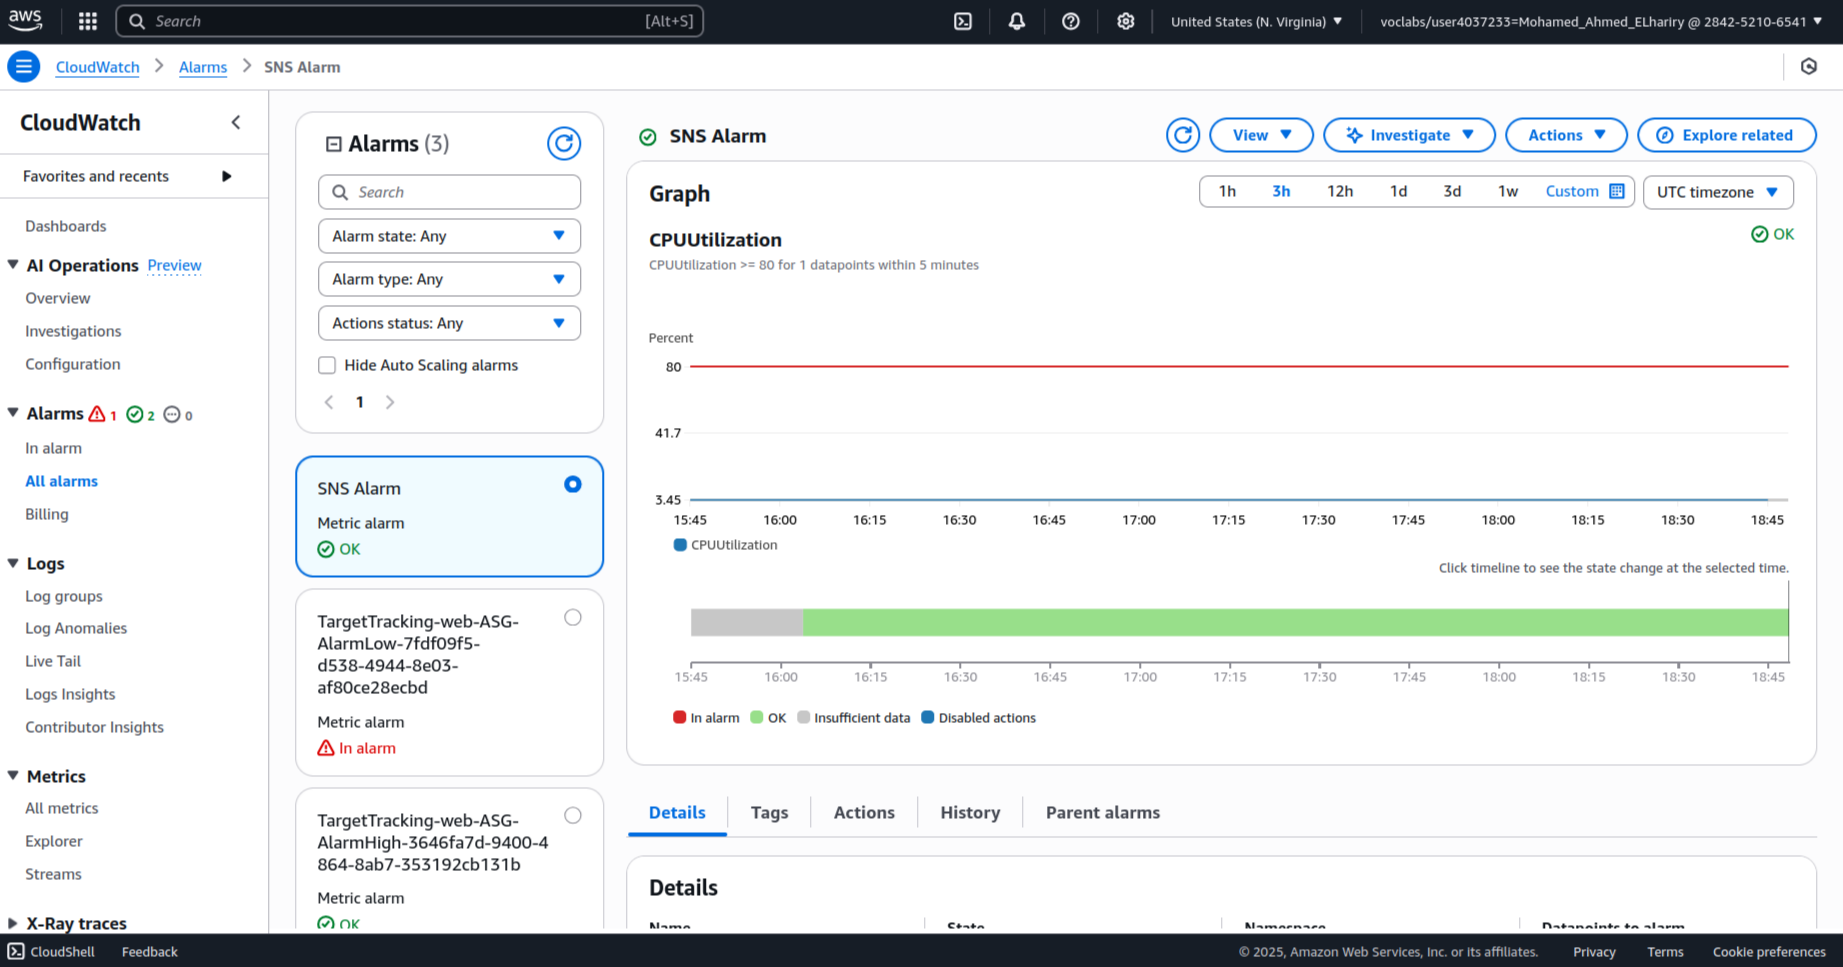 aws
Search [Alt+S]
United States (N. Virginia)
voclabs/user4037233=Mohamed_Ahmed_ELhariry @ 2842-5210-6541
CloudWatch > Alarms > SNS Alarm
CloudWatch
Favorites and recents
Dashboards
AI Operations Preview
Overview
Investigations
Configuration
Alarms 1 2 0
In alarm
All alarms
Billing
Logs
Log groups
Log Anomalies
Live Tail
Logs Insights
Contributor Insights
Metrics
All metrics
Explorer
Streams
X-Ray traces
Alarms (3)
Search
Alarm state: Any
Alarm type: Any
Actions status: Any
Hide Auto Scaling alarms
1
SNS Alarm
Metric alarm
OK
TargetTracking-web-ASG-
AlarmLow-7fdf09f5-
d538-4944-8e03-
af80ce28ecbd
Metric alarm
In alarm
TargetTracking-web-ASG-
AlarmHigh-3646fa7d-9400-4
864-8ab7-353192cb131b
Metric alarm
OK
SNS Alarm
View
Investigate
Actions
Explore related
Graph
1h 3h 12h 1d 3d 1w Custom
UTC timezone
CPUUtilization
OK
CPUUtilization >= 80 for 1 datapoints within 5 minutes
Percent
80
41.7
3.45
15:45 16:00 16:15 16:30 16:45 17:00 17:15 17:30 17:45 18:00 18:15 18:30 18:45
CPUUtilization
Click timeline to see the state change at the selected time.
15:45 16:00 16:15 16:30 16:45 17:00 17:15 17:30 17:45 18:00 18:15 18:30 18:45
In alarm OK Insufficient data Disabled actions
Details Tags Actions History Parent alarms
Details
Name State Namespace Datapoints to alarm
CloudShell Feedback
© 2025, Amazon Web Services, Inc. or its affiliates. Privacy Terms Cookie preferences